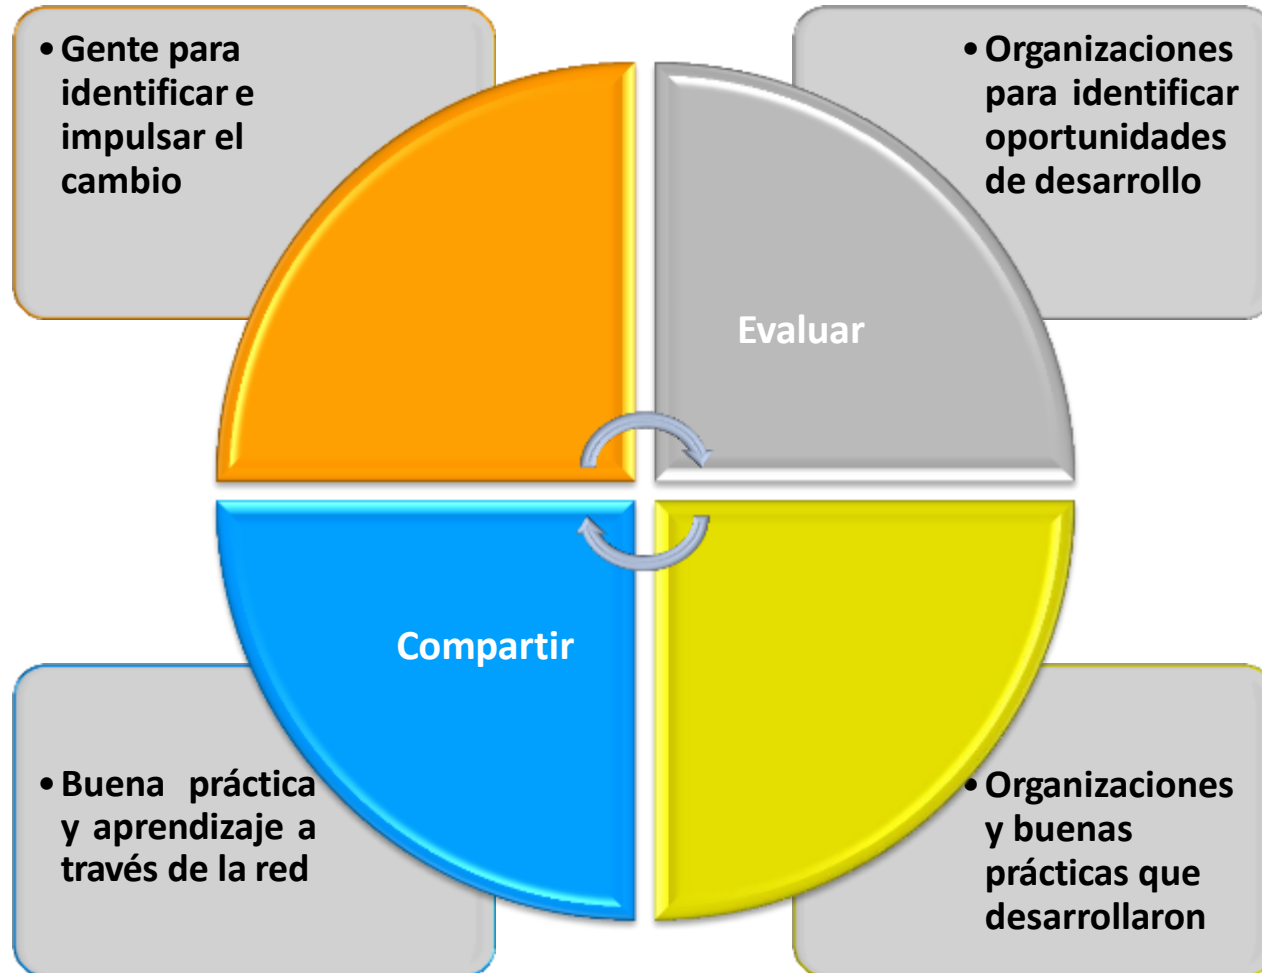 • Gente para
identificar e
impulsar el
cambio
• Organizaciones
para identificar
oportunidades
de desarrollo
Evaluar
Compartir
• Buena práctica
y aprendizaje a
través de la red
• Organizaciones
y buenas
prácticas que
desarrollaron